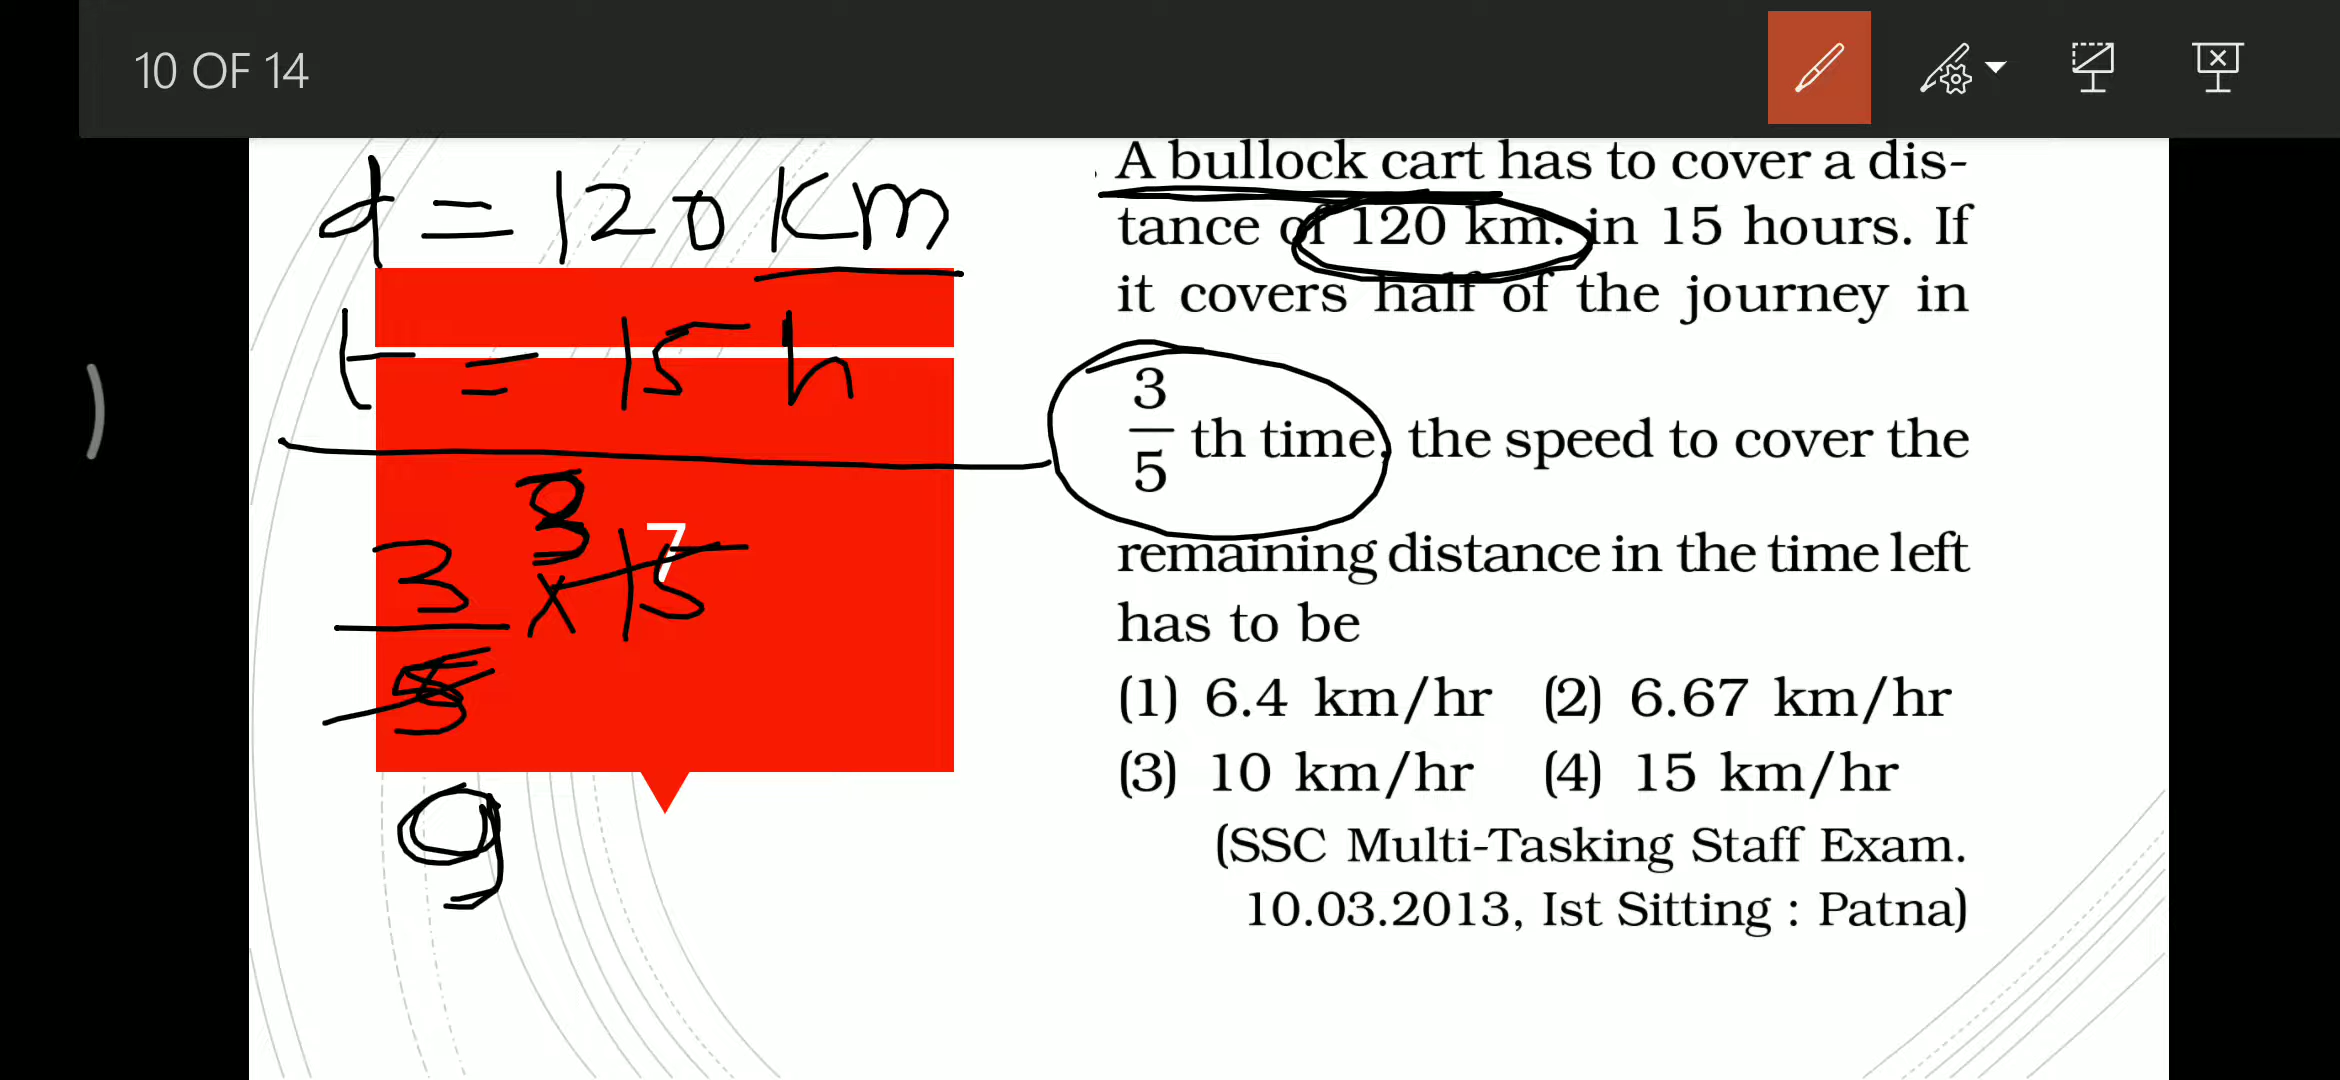 10 OF 14
d = 120 km
t = 15 h
3
3 × 15
5
7
9
A bullock cart has to cover a dis-
tance of 120 km. in 15 hours. If
it covers half of the journey in
3
5 th time, the speed to cover the
remaining distance in the time left
has to be
(1) 6.4 km/hr (2) 6.67 km/hr
(3) 10 km/hr (4) 15 km/hr
(SSC Multi-Tasking Staff Exam.
10.03.2013, Ist Sitting : Patna)